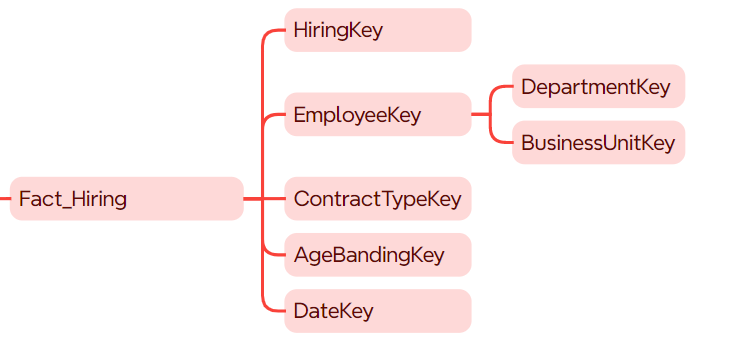 HiringKey
EmployeeKey
DepartmentKey
BusinessUnitKey
Fact_Hiring
ContractTypeKey
AgeBandingKey
DateKey